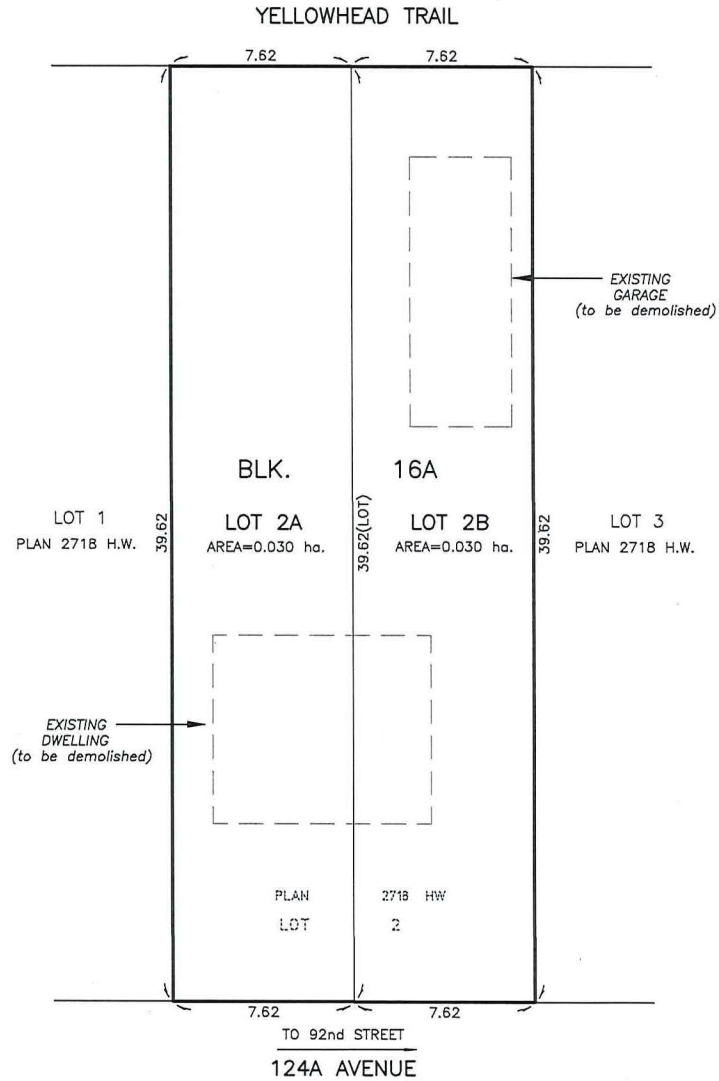 YELLOWHEAD TRAIL
7.62 7.62
EXISTING
GARAGE
(to be demolished)
BLK. 16A
LOT 1
PLAN 2718 H.W.
39.62
LOT 2A
AREA=0.030 ha.
39.62(LOT)
LOT 2B
AREA=0.030 ha.
39.62
LOT 3
PLAN 2718 H.W.
EXISTING
DWELLING
(to be demolished)
PLAN 2718 HW
LOT 2
7.62 7.62
TO 92nd STREET
124A AVENUE